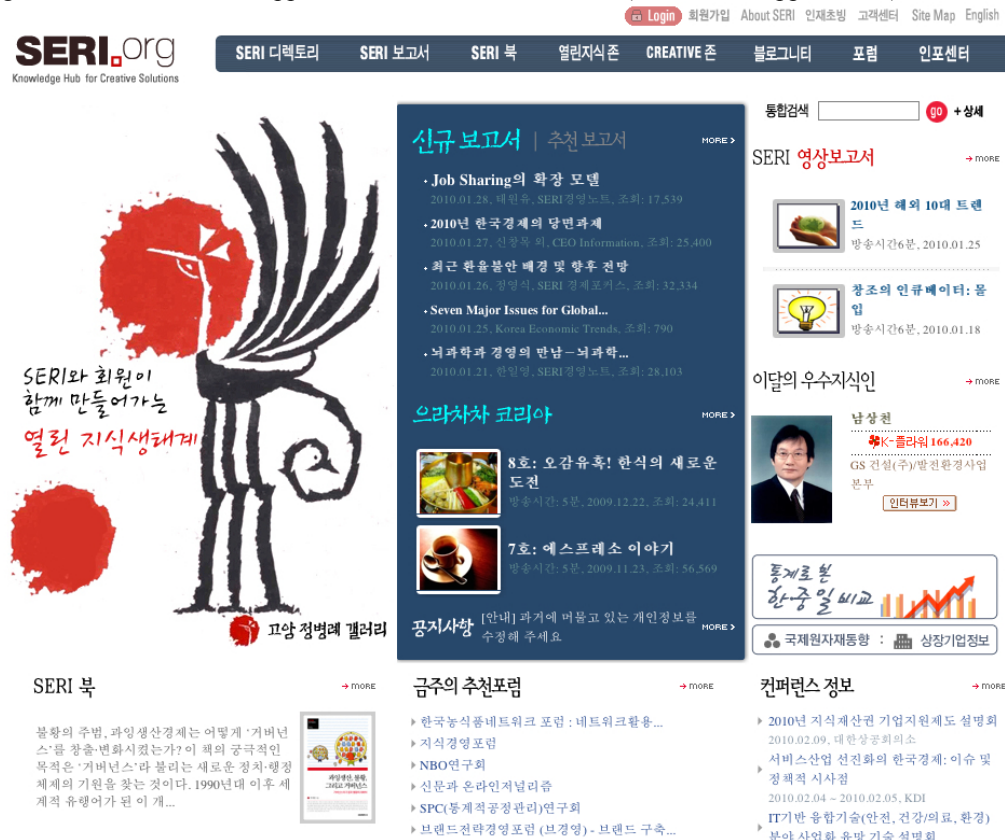 Login 회원가입 About SERI 인재초빙 고객센터 Site Map English
SERI.org
Knowledge Hub for Creative Solutions
SERI 디렉토리 SERI 보고서 SERI 북 열린지식 존 CREATIVE 존 블로그니티 포럼 인포센터
SERI와 회원이
함께 만들어가는
열린 지식생태계
고암 정병례 갤러리
신규 보고서 | 추천 보고서 MORE >
Job Sharing의 확장 모델
2010.01.28, 태원유, SERI경영노트, 조회: 17,539
2010년 한국경제의 당면과제
2010.01.27, 신창목 외, CEO Information, 조회: 25,400
최근 환율불안 배경 및 향후 전망
2010.01.26, 정영식, SERI 경제포커스, 조회: 32,334
Seven Major Issues for Global...
2010.01.25, Korea Economic Trends, 조회: 790
뇌과학과 경영의 만남−뇌과학...
2010.01.21, 한일영, SERI경영노트, 조회: 28,103
으라차차 코리아 MORE >
8호: 오감유혹! 한식의 새로운
도전
방송시간: 5분, 2009.12.22, 조회: 24,411
7호: 에스프레소 이야기
방송시간: 5분, 2009.11.23, 조회: 56,569
공지사항 [안내] 과거에 머물고 있는 개인정보를
수정해 주세요 MORE >
통합검색 go +상세
SERI 영상보고서 → MORE
2010년 해외 10대 트렌
드
방송시간6분, 2010.01.25
창조의 인큐베이터: 몰
입
방송시간6분, 2010.01.18
이달의 우수지식인 → MORE
남상천
K-플라워 166,420
GS 건설(주)/발전환경사업
본부
인터뷰보기 »
통계로 본
한·중·일 비교
국제원자재동향 : 상장기업정보
SERI 북 → MORE
불황의 주범, 과잉생산경제는 어떻게 ‘거버넌
스’를 창출·변화시켰는가? 이 책의 궁극적인
목적은 ‘거버넌스’라 불리는 새로운 정치·행정
체제의 기원을 찾는 것이다. 1990년대 이후 세
계적 유행어가 된 이 개...
과잉생산, 불황,
그리고 거버넌스
금주의 추천포럼 → MORE
한국농식품네트워크 포럼 : 네트워크활용...
지식경영포럼
NBO연구회
신문과 온라인저널리즘
SPC(통계적공정관리)연구회
브랜드전략경영포럼 (브경영) - 브랜드 구축...
컨퍼런스 정보 → MORE
2010년 지식재산권 기업지원제도 설명회
2010.02.09, 대한상공회의소
서비스산업 선진화와 한국경제: 이슈 및
정책적 시사점
2010.02.04 ~ 2010.02.05, KDI
IT기반 융합기술(안전, 건강/의료, 환경)
분야 사업화 유망 기술 설명회